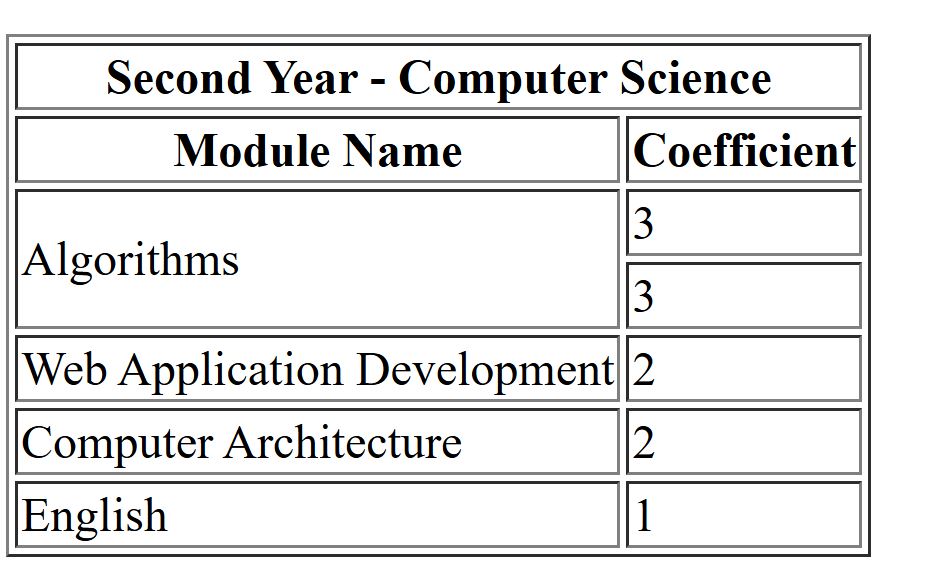 Second Year - Computer Science
Module Name Coefficient
Algorithms 3
3
Web Application Development 2
Computer Architecture 2
English 1